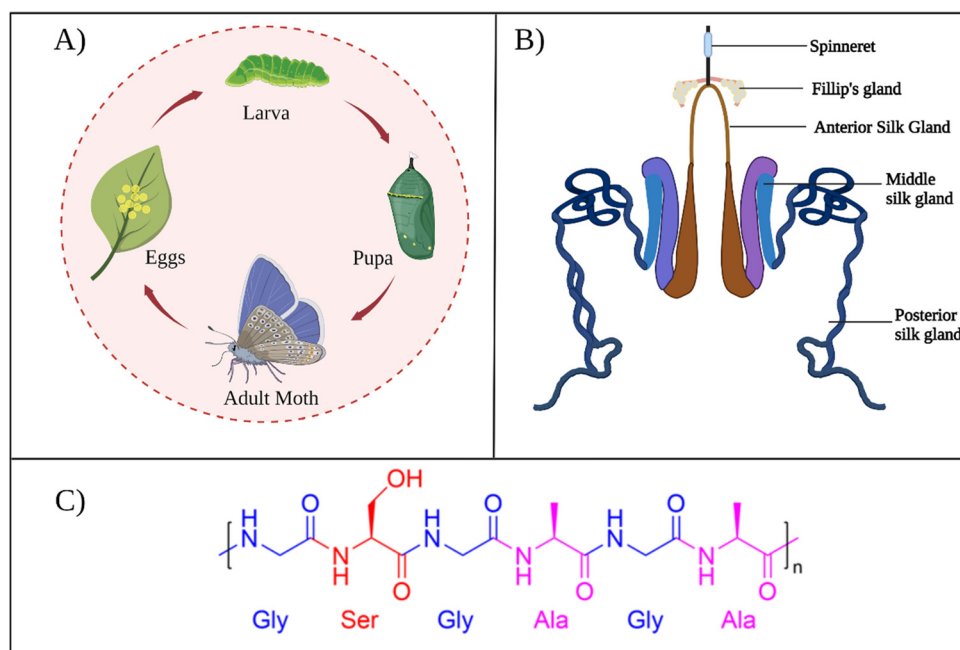 A)
Larva
Eggs
Pupa
Adult Moth
B)
Spinneret
Fillip's gland
Anterior Silk Gland
Middle
silk gland
Posterior
silk gland
C)
OH
H O H O H O
N N N
N N N n
H O H O H O
Gly Ser Gly Ala Gly Ala